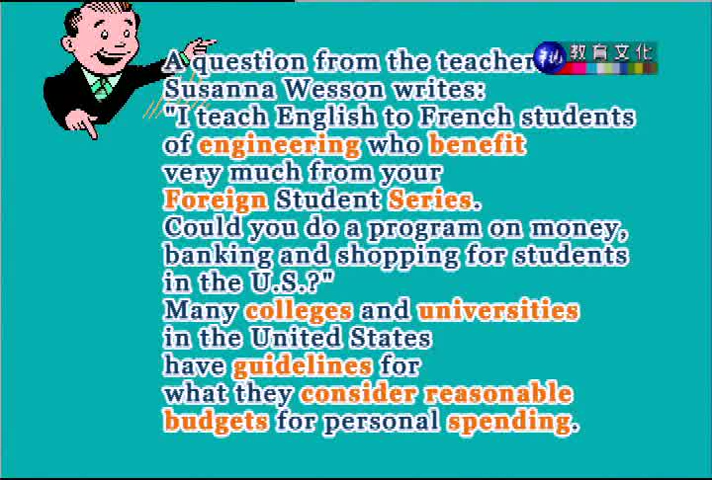 A question from the teacher
教育文化
Susanna Wesson writes:
"I teach English to French students
of engineering who benefit
very much from your
Foreign Student Series.
Could you do a program on money,
banking and shopping for students
in the U.S.?"
Many colleges and universities
in the United States
have guidelines for
what they consider reasonable
budgets for personal spending.